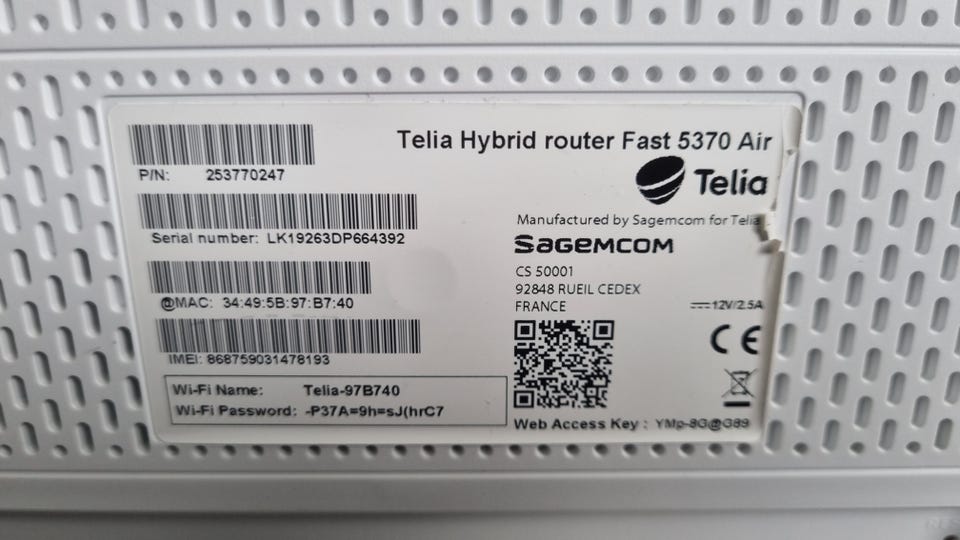 Telia Hybrid router Fast 5370 Air
P/N: 253770247
Telia
Serial number: LK19263DP664392
Manufactured by Sagemcom for Telia
SAGEMCOM
CS 50001
92848 RUEIL CEDEX
FRANCE
@MAC: 34:49:5B:97:B7:40
12V/2.5A
CE
IMEI: 868759031478193
Wi-Fi Name: Telia-97B740
Wi-Fi Password: -P37A=9h=sJ(hrC7
Web Access Key : YMp-8G@G89